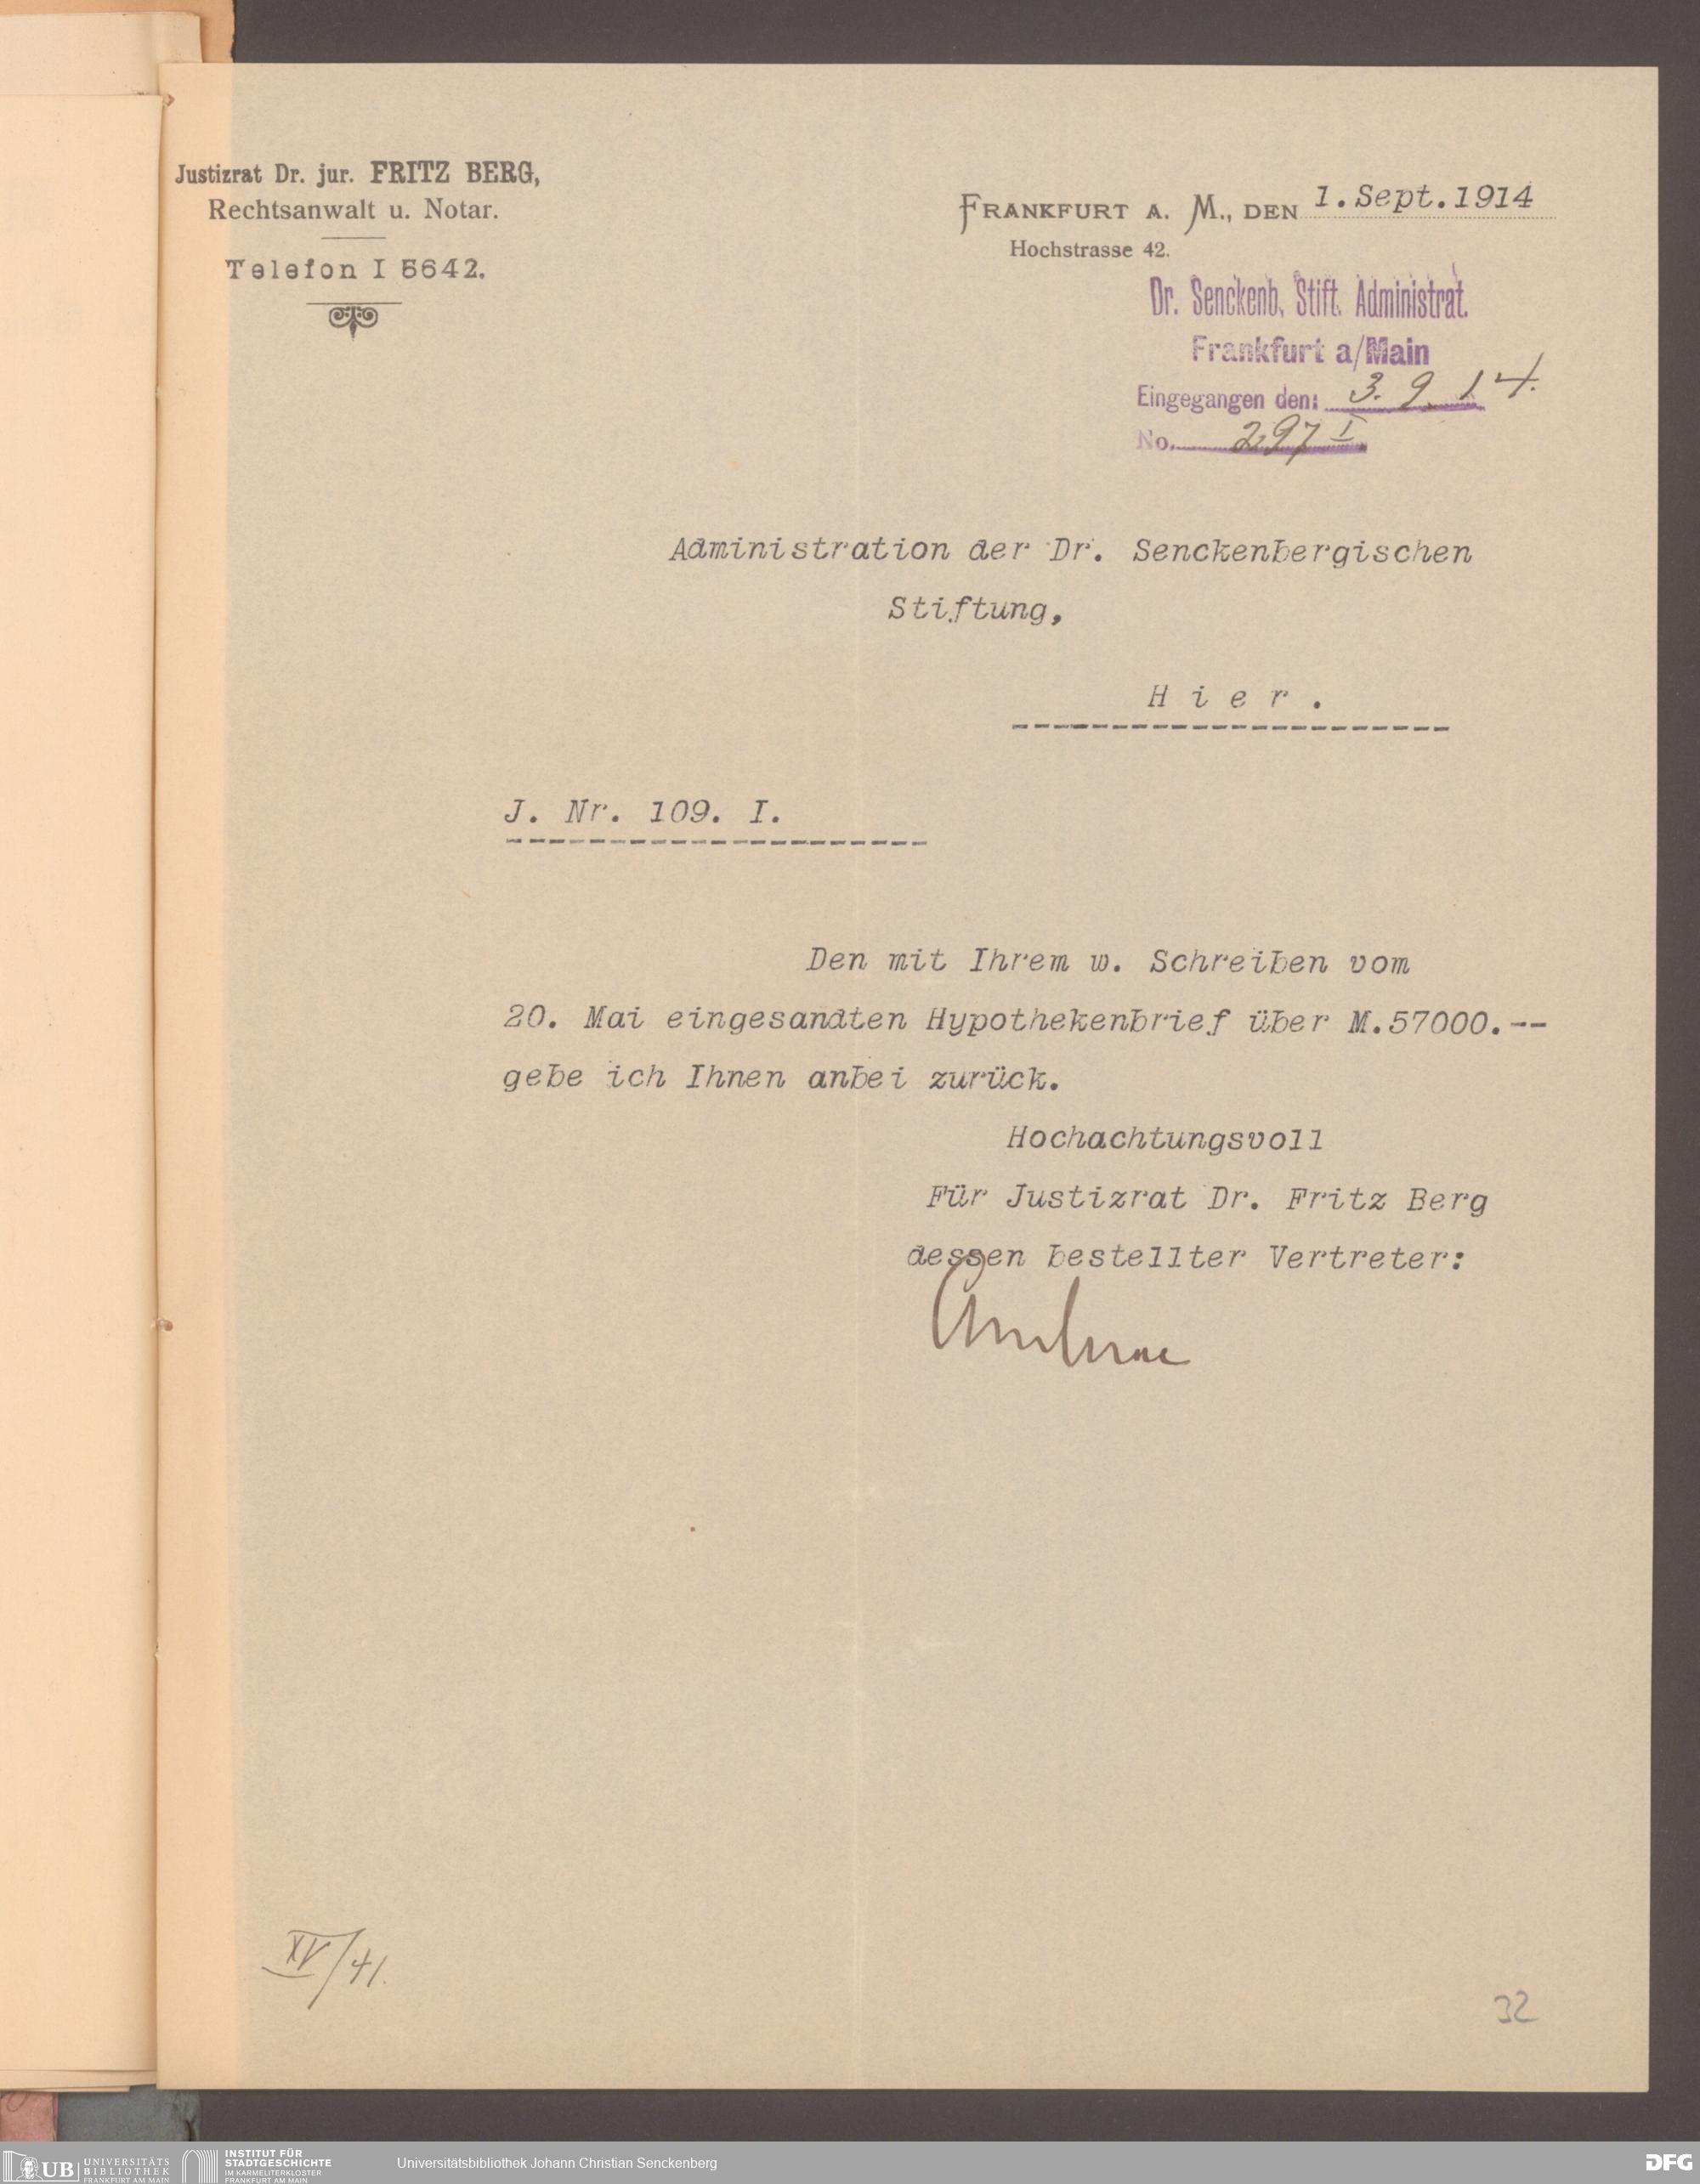 Justizrat Dr. jur. FRITZ BERG,
Rechtsanwalt u. Notar.
Telefon I 5642.
FRANKFURT A. M., DEN 1. Sept. 1914
Hochstrasse 42.
Dr. Senckenb. Stift. Administrat.
Frankfurt a/Main
Eingegangen den: 3. 9. 14.
No. 297 I
Administration der Dr. Senckenbergischen
Stiftung,
H i e r .
J. Nr. 109. I.
Den mit Ihrem w. Schreiben vom
20. Mai eingesandten Hypothekenbrief über M.57000.--
gebe ich Ihnen anbei zurück.
Hochachtungsvoll
Für Justizrat Dr. Fritz Berg
dessen bestellter Vertreter:
XV/41.
32
UB UNIVERSITÄTS
BIBLIOTHEK
FRANKFURT AM MAIN
INSTITUT FÜR
STADTGESCHICHTE
IM KARMELITERKLOSTER
FRANKFURT AM MAIN
Universitätsbibliothek Johann Christian Senckenberg
DFG